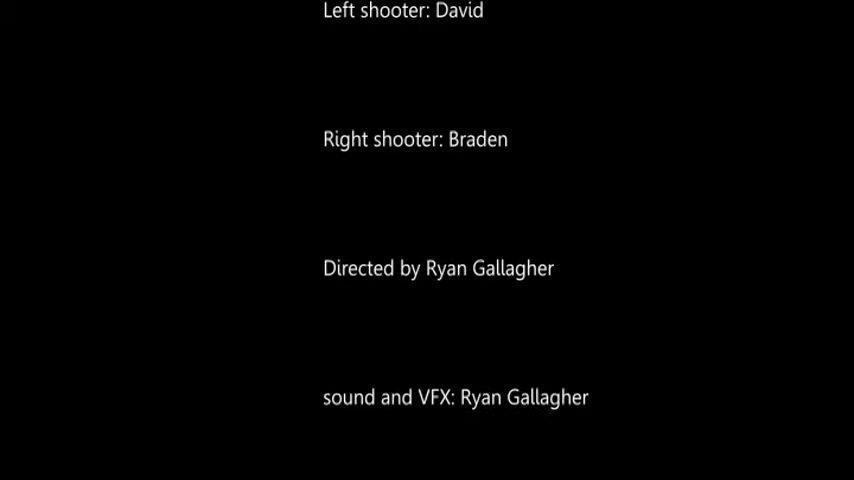 Left shooter: David
Right shooter: Braden
Directed by Ryan Gallagher
sound and VFX: Ryan Gallagher